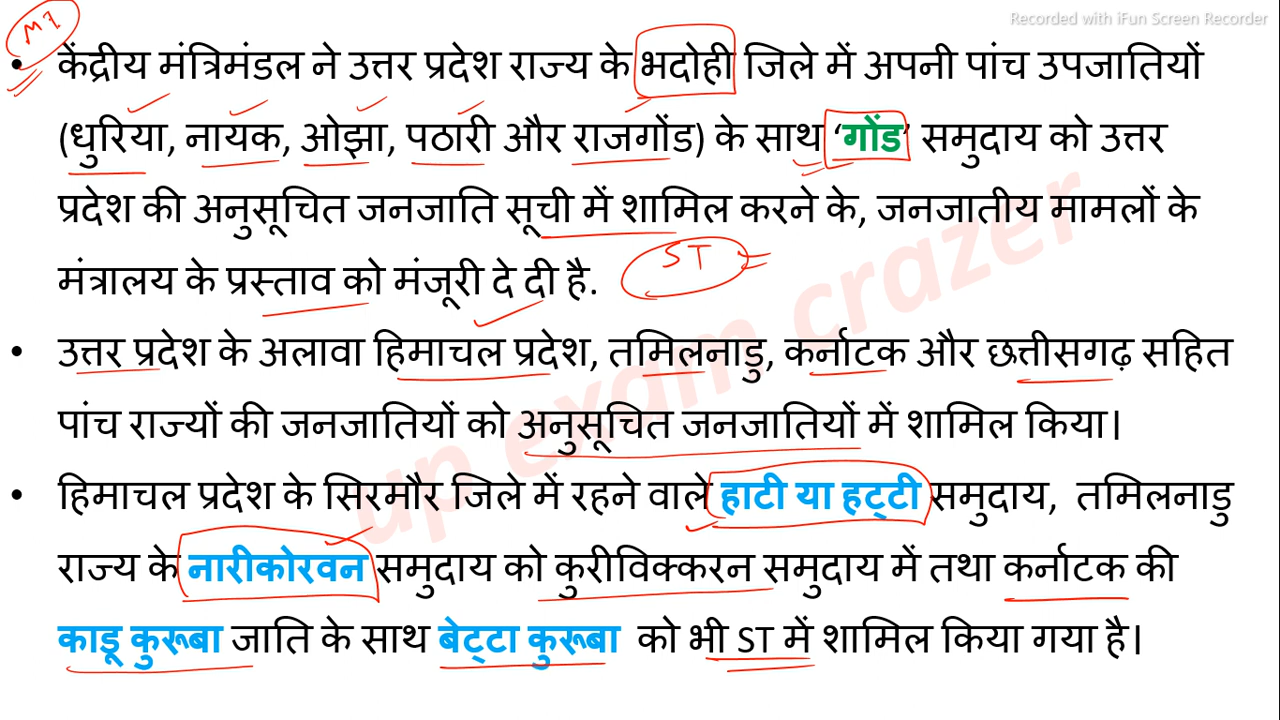 Recorded with iFun Screen Recorder
M7
• केंद्रीय मंत्रिमंडल ने उत्तर प्रदेश राज्य के भदोही जिले में अपनी पांच उपजातियों
(धुरिया, नायक, ओझा, पठारी और राजगोंड) के साथ ‘गोंड’ समुदाय को उत्तर
प्रदेश की अनुसूचित जनजाति सूची में शामिल करने के, जनजातीय मामलों के
मंत्रालय के प्रस्ताव को मंजूरी दे दी है.
ST
• उत्तर प्रदेश के अलावा हिमाचल प्रदेश, तमिलनाडु, कर्नाटक और छत्तीसगढ़ सहित
पांच राज्यों की जनजातियों को अनुसूचित जनजातियों में शामिल किया।
• हिमाचल प्रदेश के सिरमौर जिले में रहने वाले हाटी या हट्टी समुदाय, तमिलनाडु
राज्य के नारीकोरवन समुदाय को कुरीविक्करन समुदाय में तथा कर्नाटक की
काडू कुरूबा जाति के साथ बेट्टा कुरूबा को भी ST में शामिल किया गया है।
up exam crazer